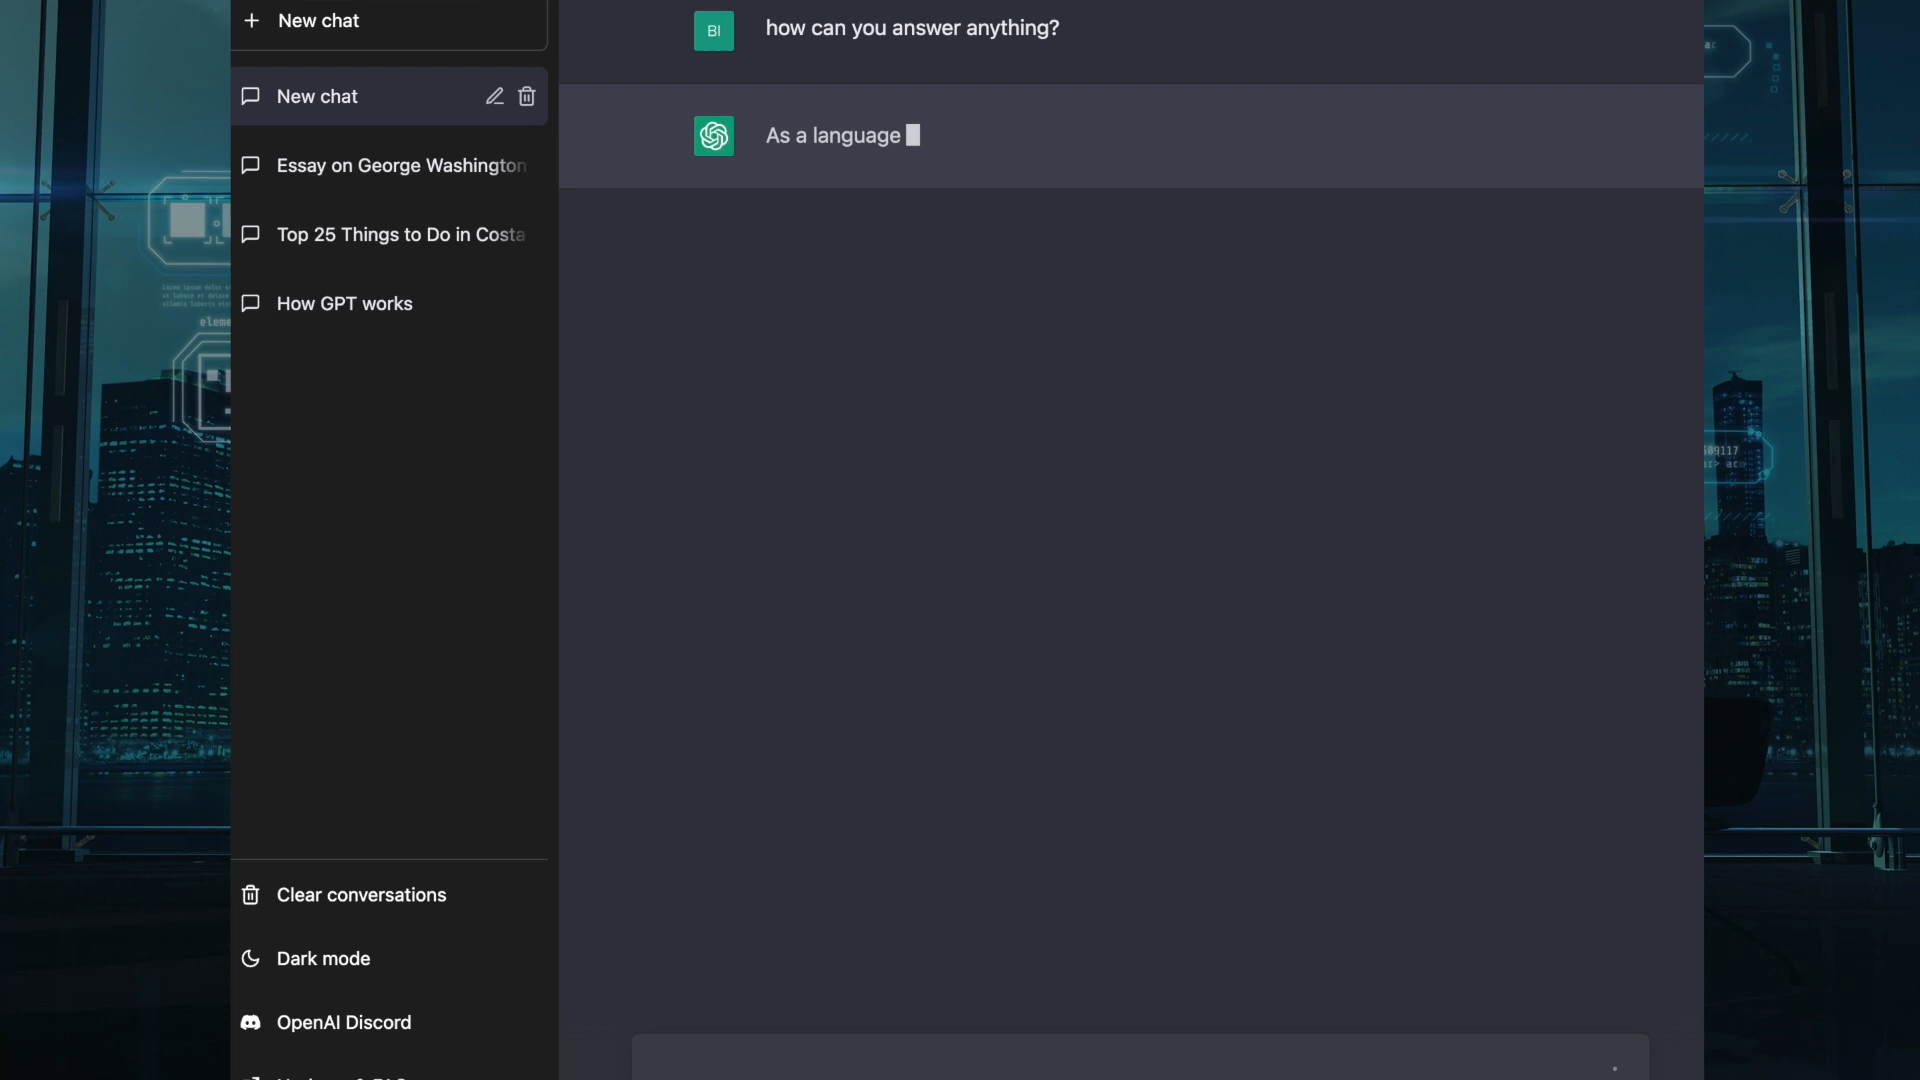 New chat
New chat
Essay on George Washington
Top 25 Things to Do in Costa
How GPT works
Clear conversations
Dark mode
OpenAI Discord
BI
how can you answer anything?
As a language